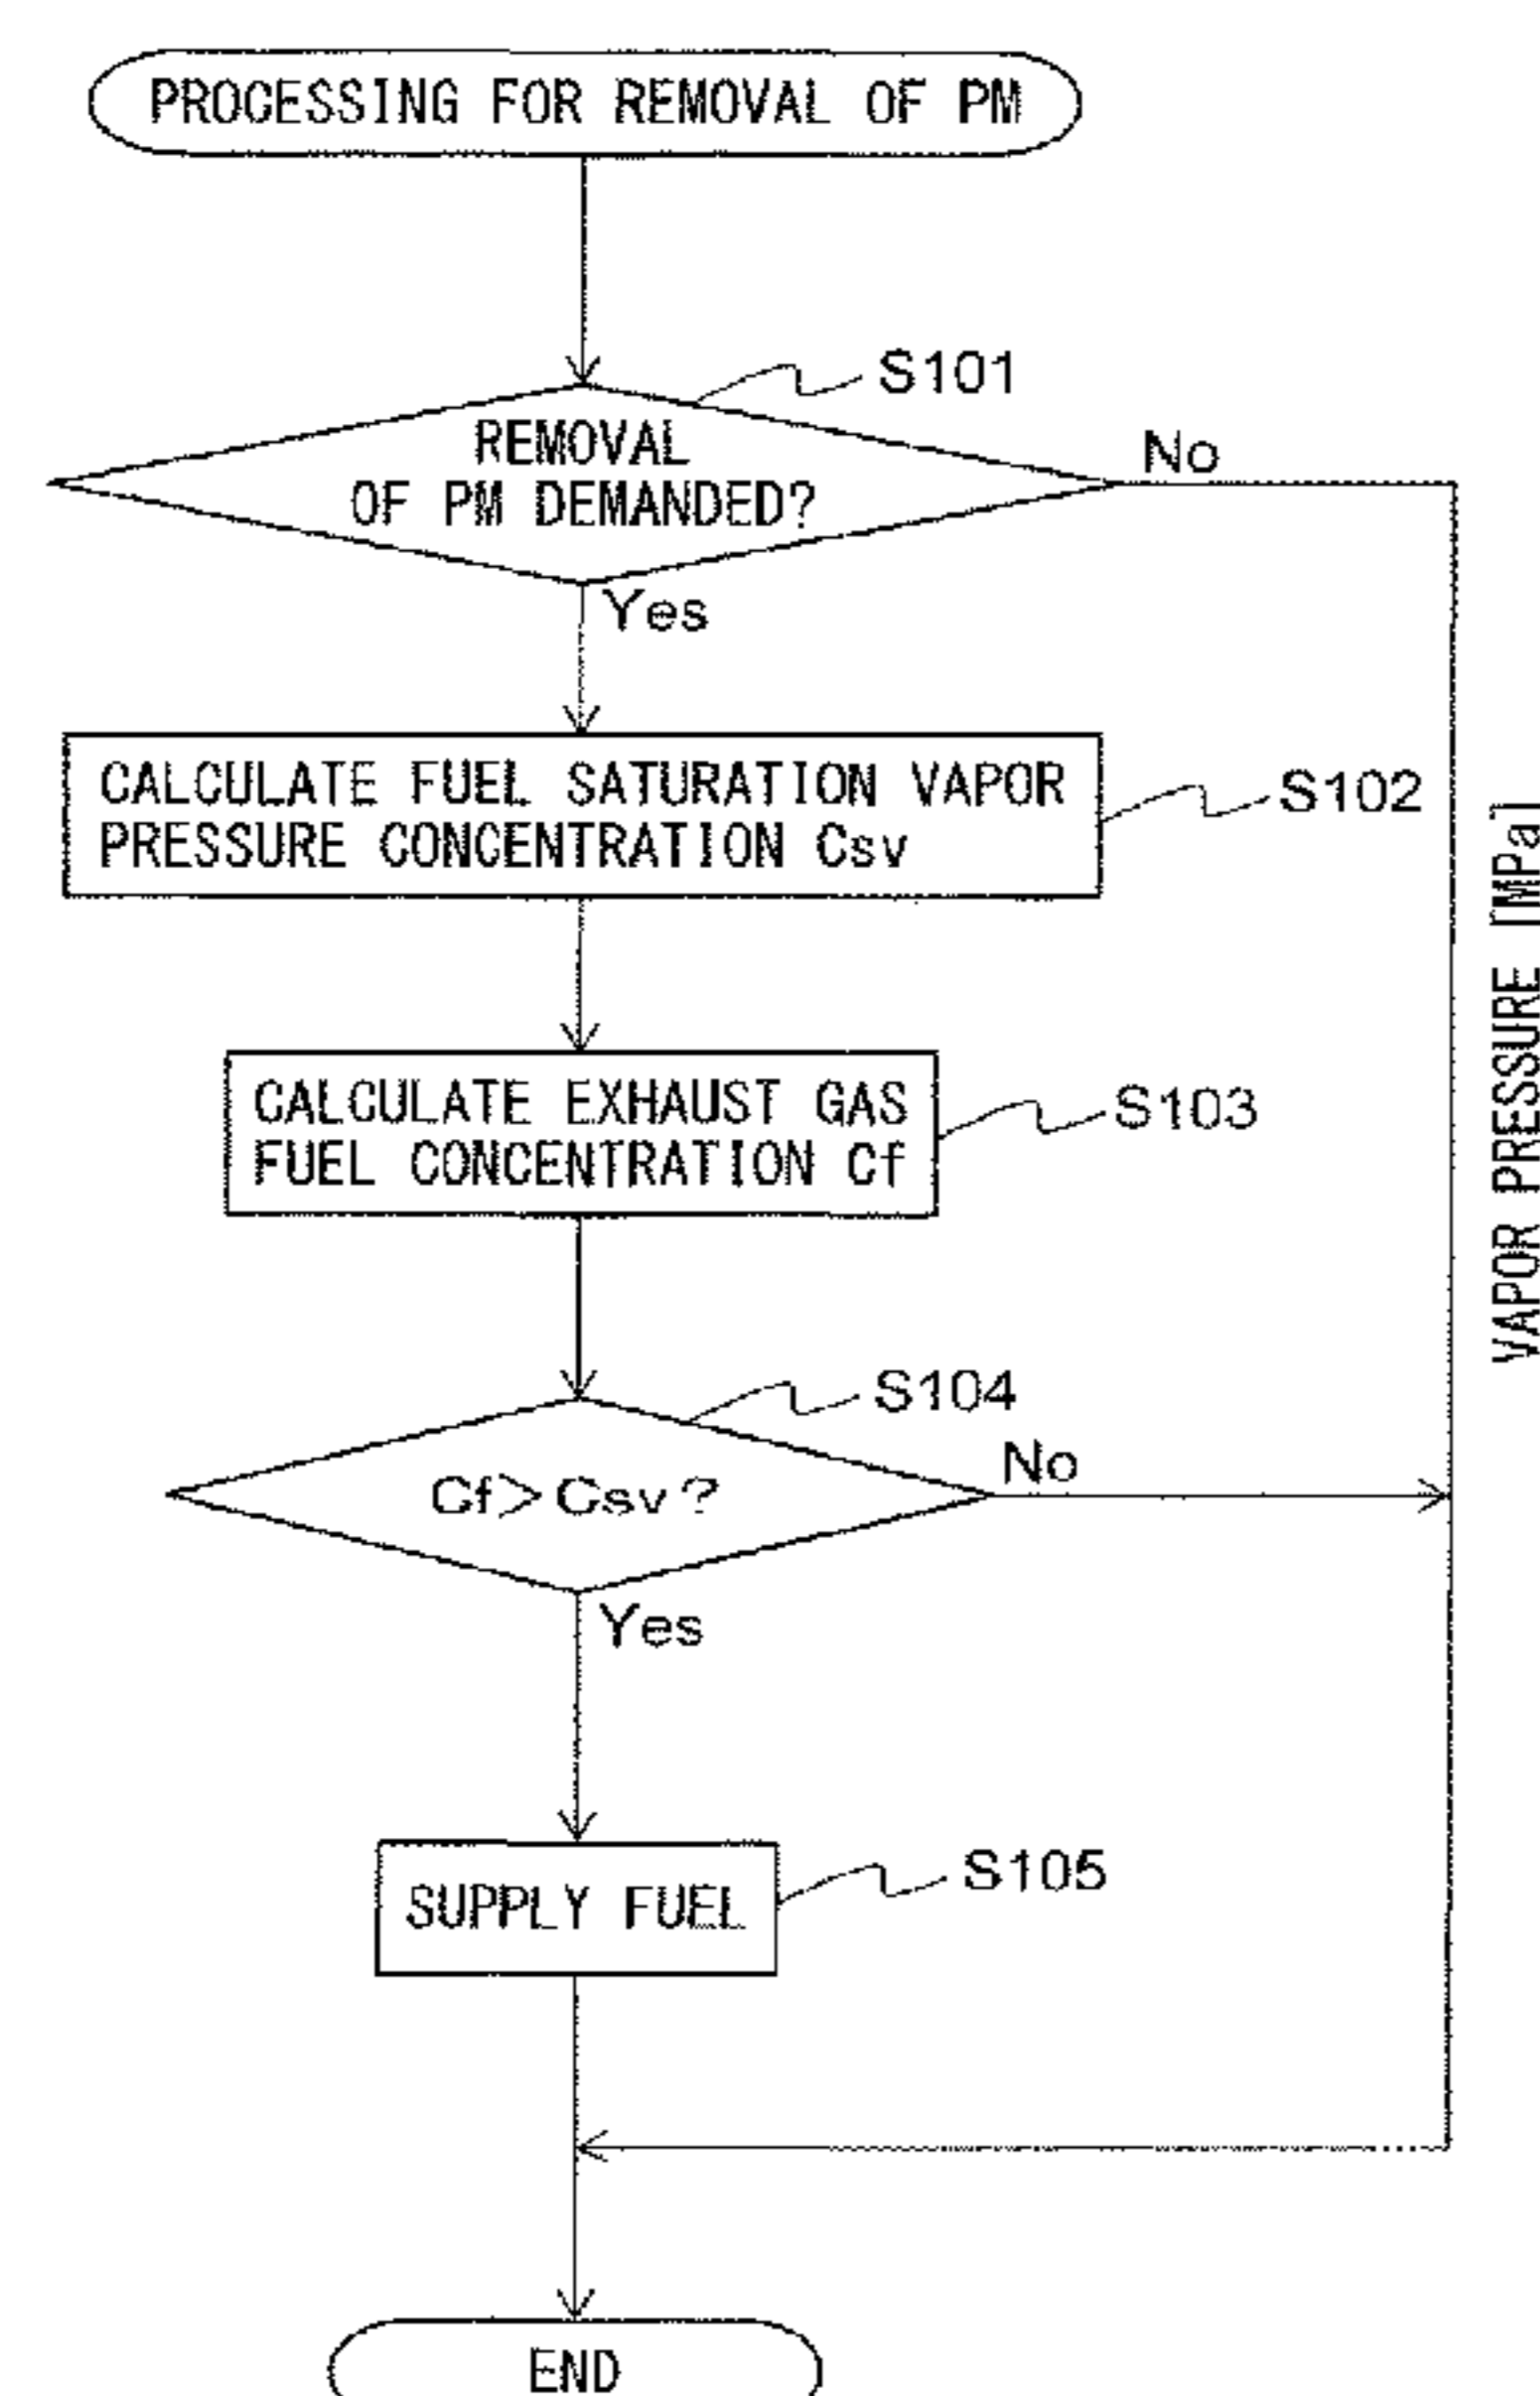 PROCESSING FOR REMOVAL OF PM
S101
REMOVAL
OF PM DEMANDED?
No
Yes
CALCULATE FUEL SATURATION VAPOR
PRESSURE CONCENTRATION Csv
S102
CALCULATE EXHAUST GAS
FUEL CONCENTRATION Cf
S103
S104
Cf>Csv?
No
Yes
SUPPLY FUEL
S105
END
VAPOR PRESSURE [MPa]